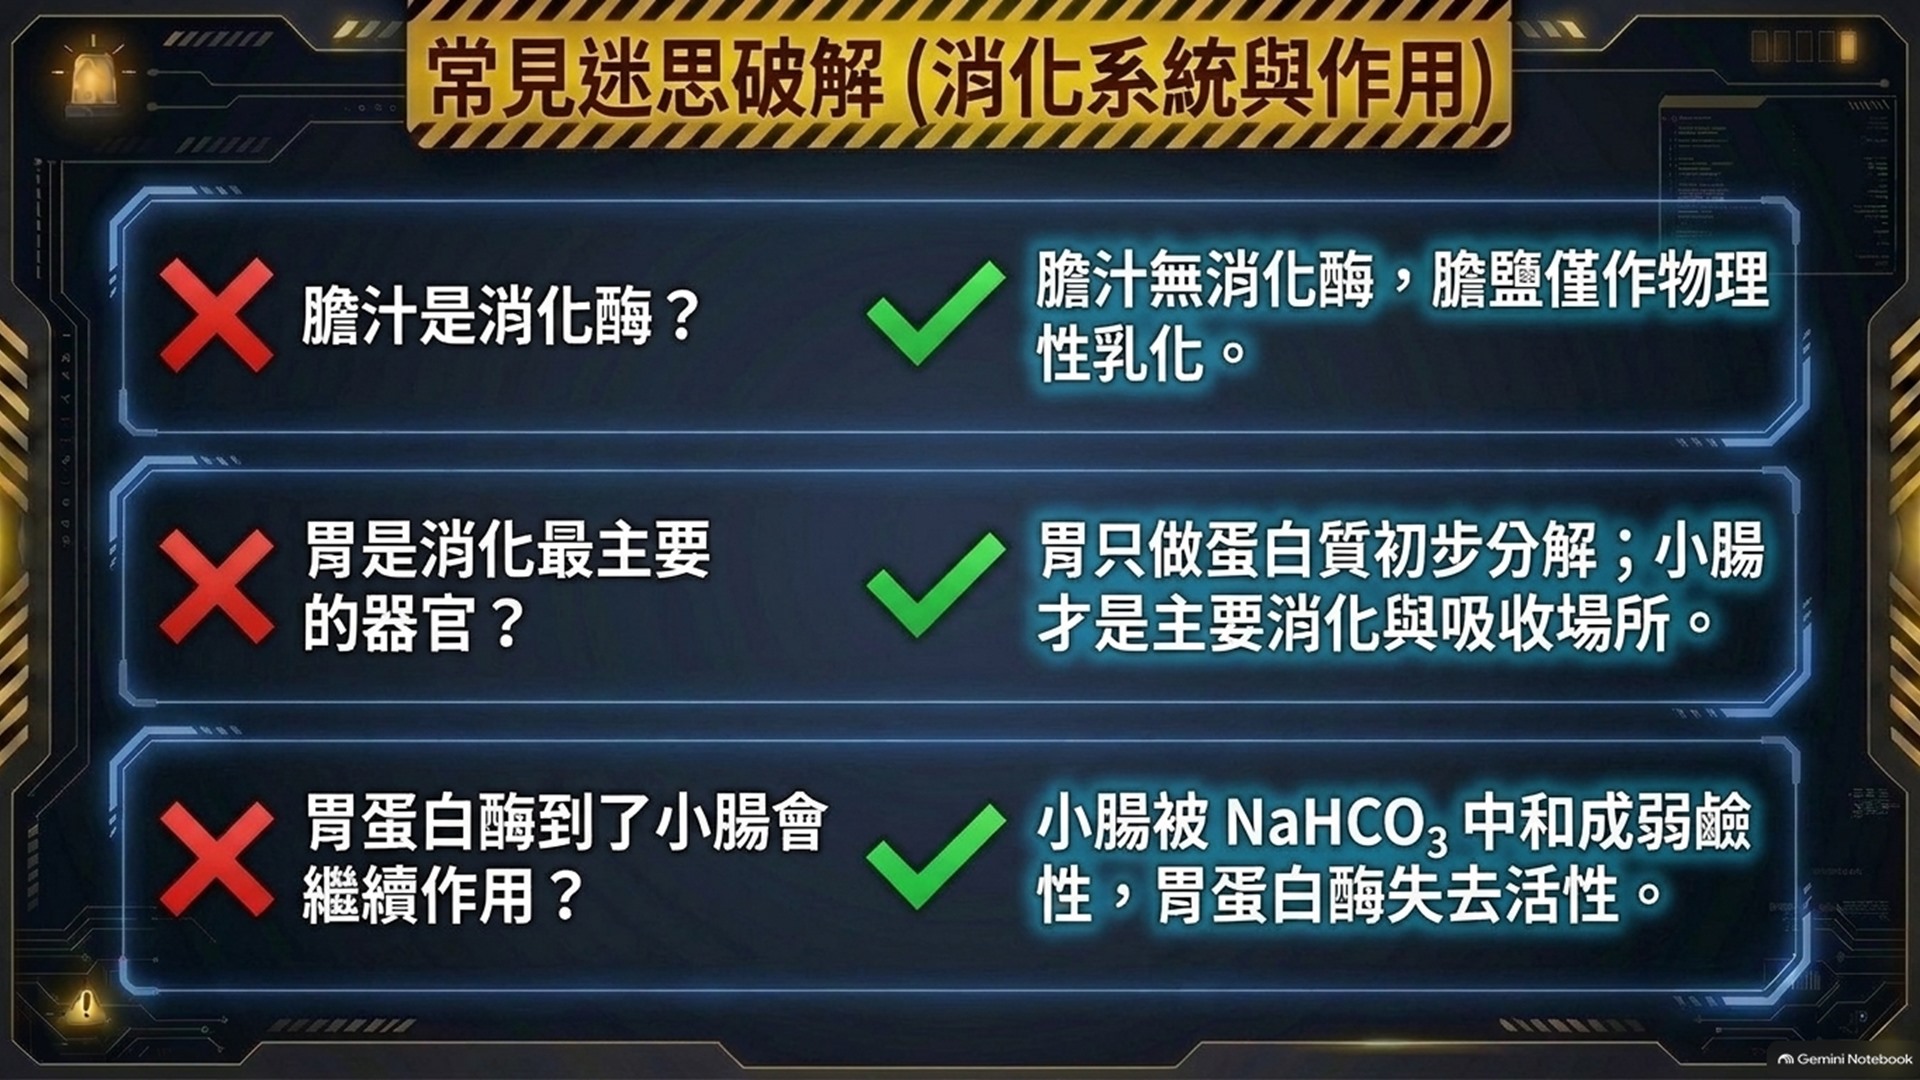 常見迷思破解 (消化系統與作用)
膽汁是消化酶？
膽汁無消化酶，膽鹽僅作物理
性乳化。
胃是消化最主要
的器官？
胃只做蛋白質初步分解；小腸
才是主要消化與吸收場所。
胃蛋白酶到了小腸會
繼續作用？
小腸被 NaHCO₃ 中和成弱鹼
性，胃蛋白酶失去活性。
Gemini Notebook